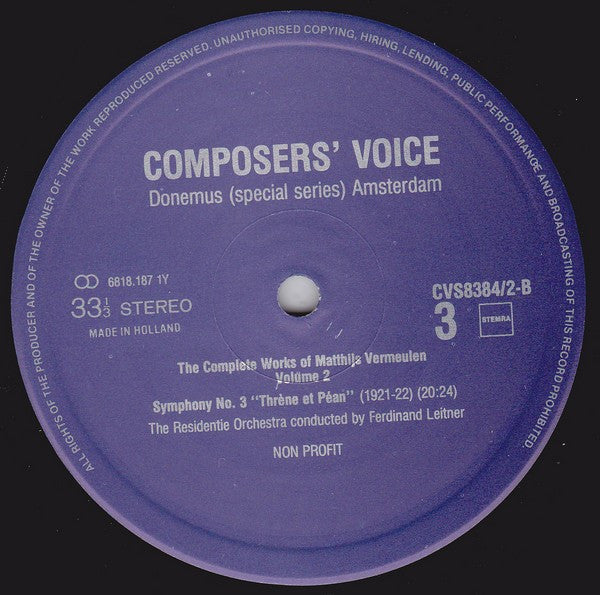 ALL RIGHTS OF THE PRODUCER AND OF THE OWNER OF THE WORK REPRODUCED RESERVED. UNAUTHORISED COPYING, HIRING, LENDING, PUBLIC PERFORMANCE AND BROADCASTING OF THIS RECORD PROHIBITED.
COMPOSERS' VOICE
Donemus (special series) Amsterdam
6818.187 1Y
33⅓ STEREO
MADE IN HOLLAND
CVS8384/2-B
3
STEMRA
The Complete Works of Matthijs Vermeulen
Volume 2
Symphony No. 3 "Thrène et Péan" (1921-22) (20:24)
The Residentie Orchestra conducted by Ferdinand Leitner
NON PROFIT